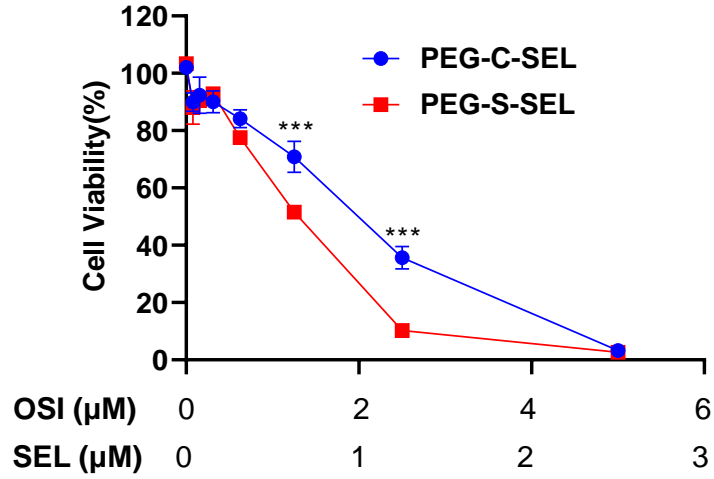 120
100
80
60
40
20
0
Cell Viability(%)
PEG-C-SEL
PEG-S-SEL
***
***
OSI (μM) 0 2 4 6
SEL (μM) 0 1 2 3